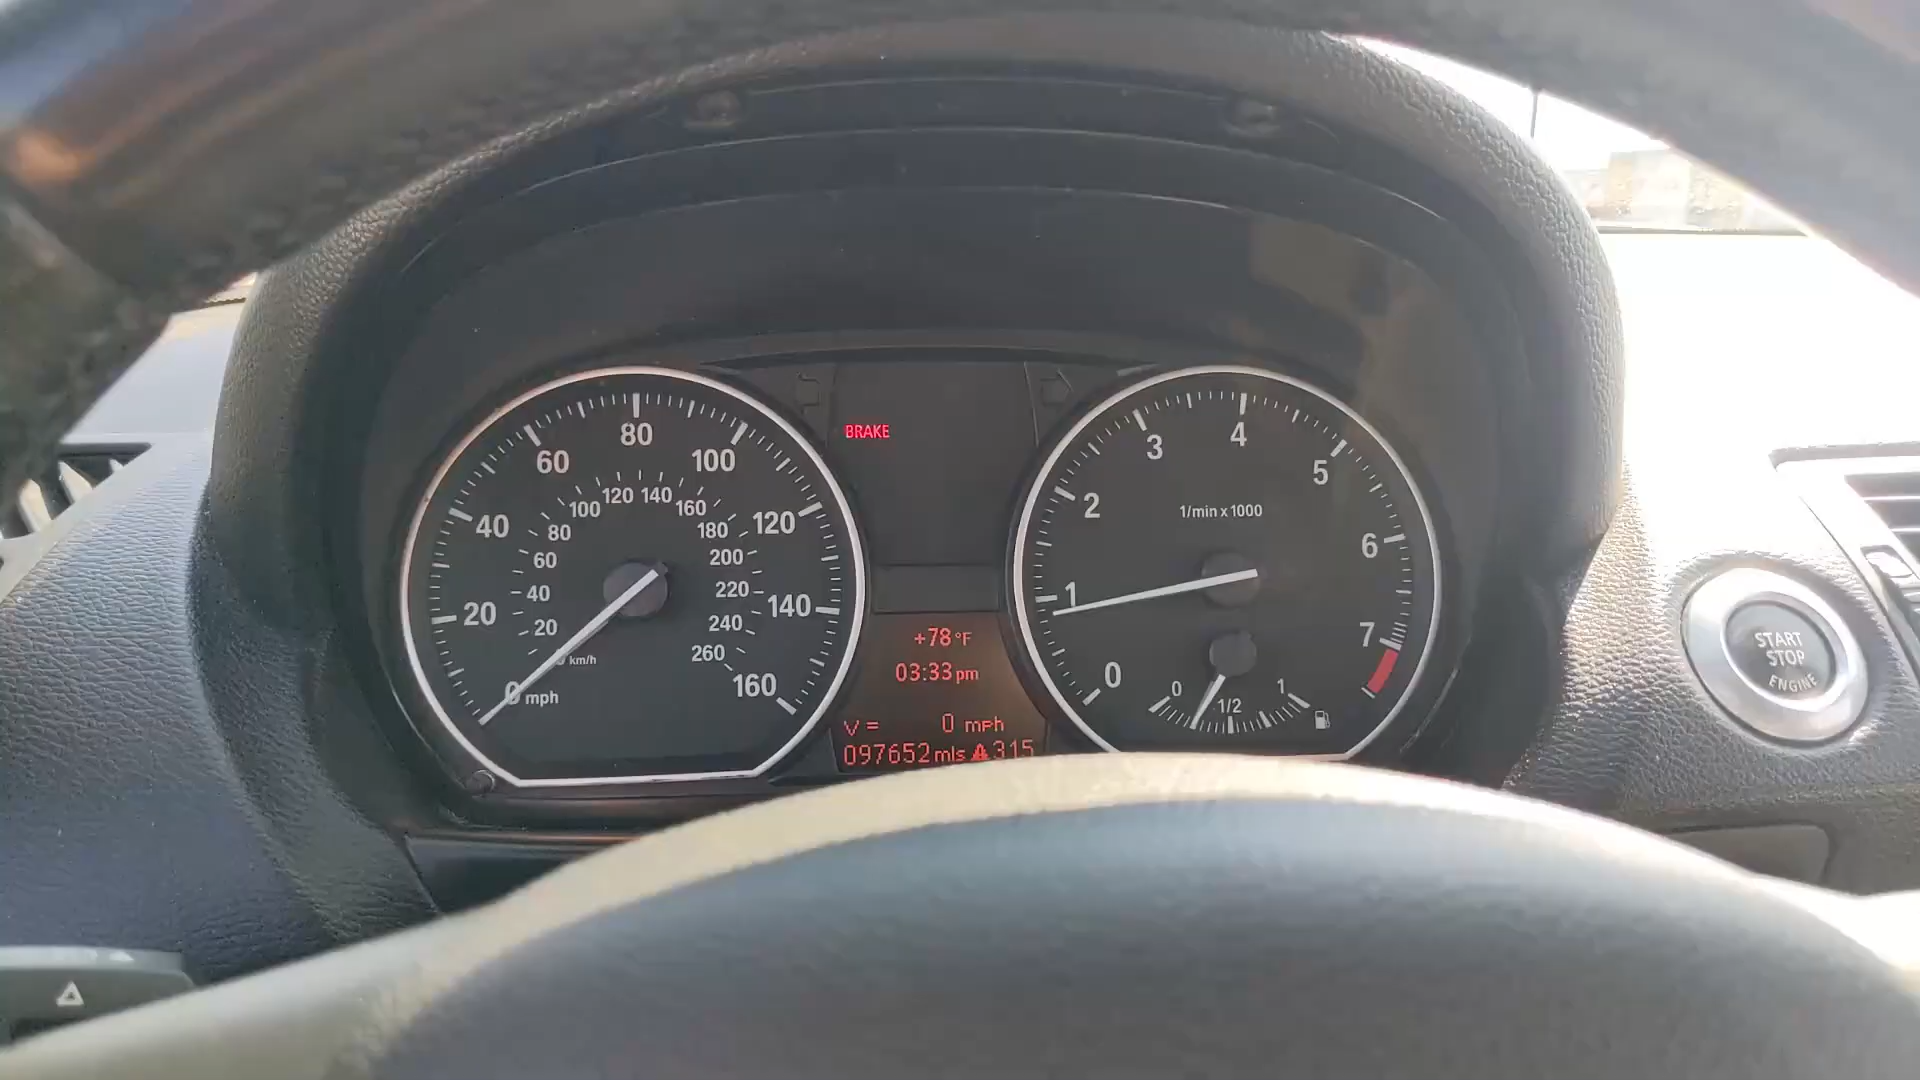 BRAKE
80
60
100
40
120
20
140
0 mph
160
120 140
100
160
80
180
60
200
40
220
20
240
km/h
260
+78°F
03:33 pm
V = 0 mph
097652 mls 315
4
3
5
2
1/min x 1000
6
1
7
0
0
1/2
1
START
STOP
ENGINE